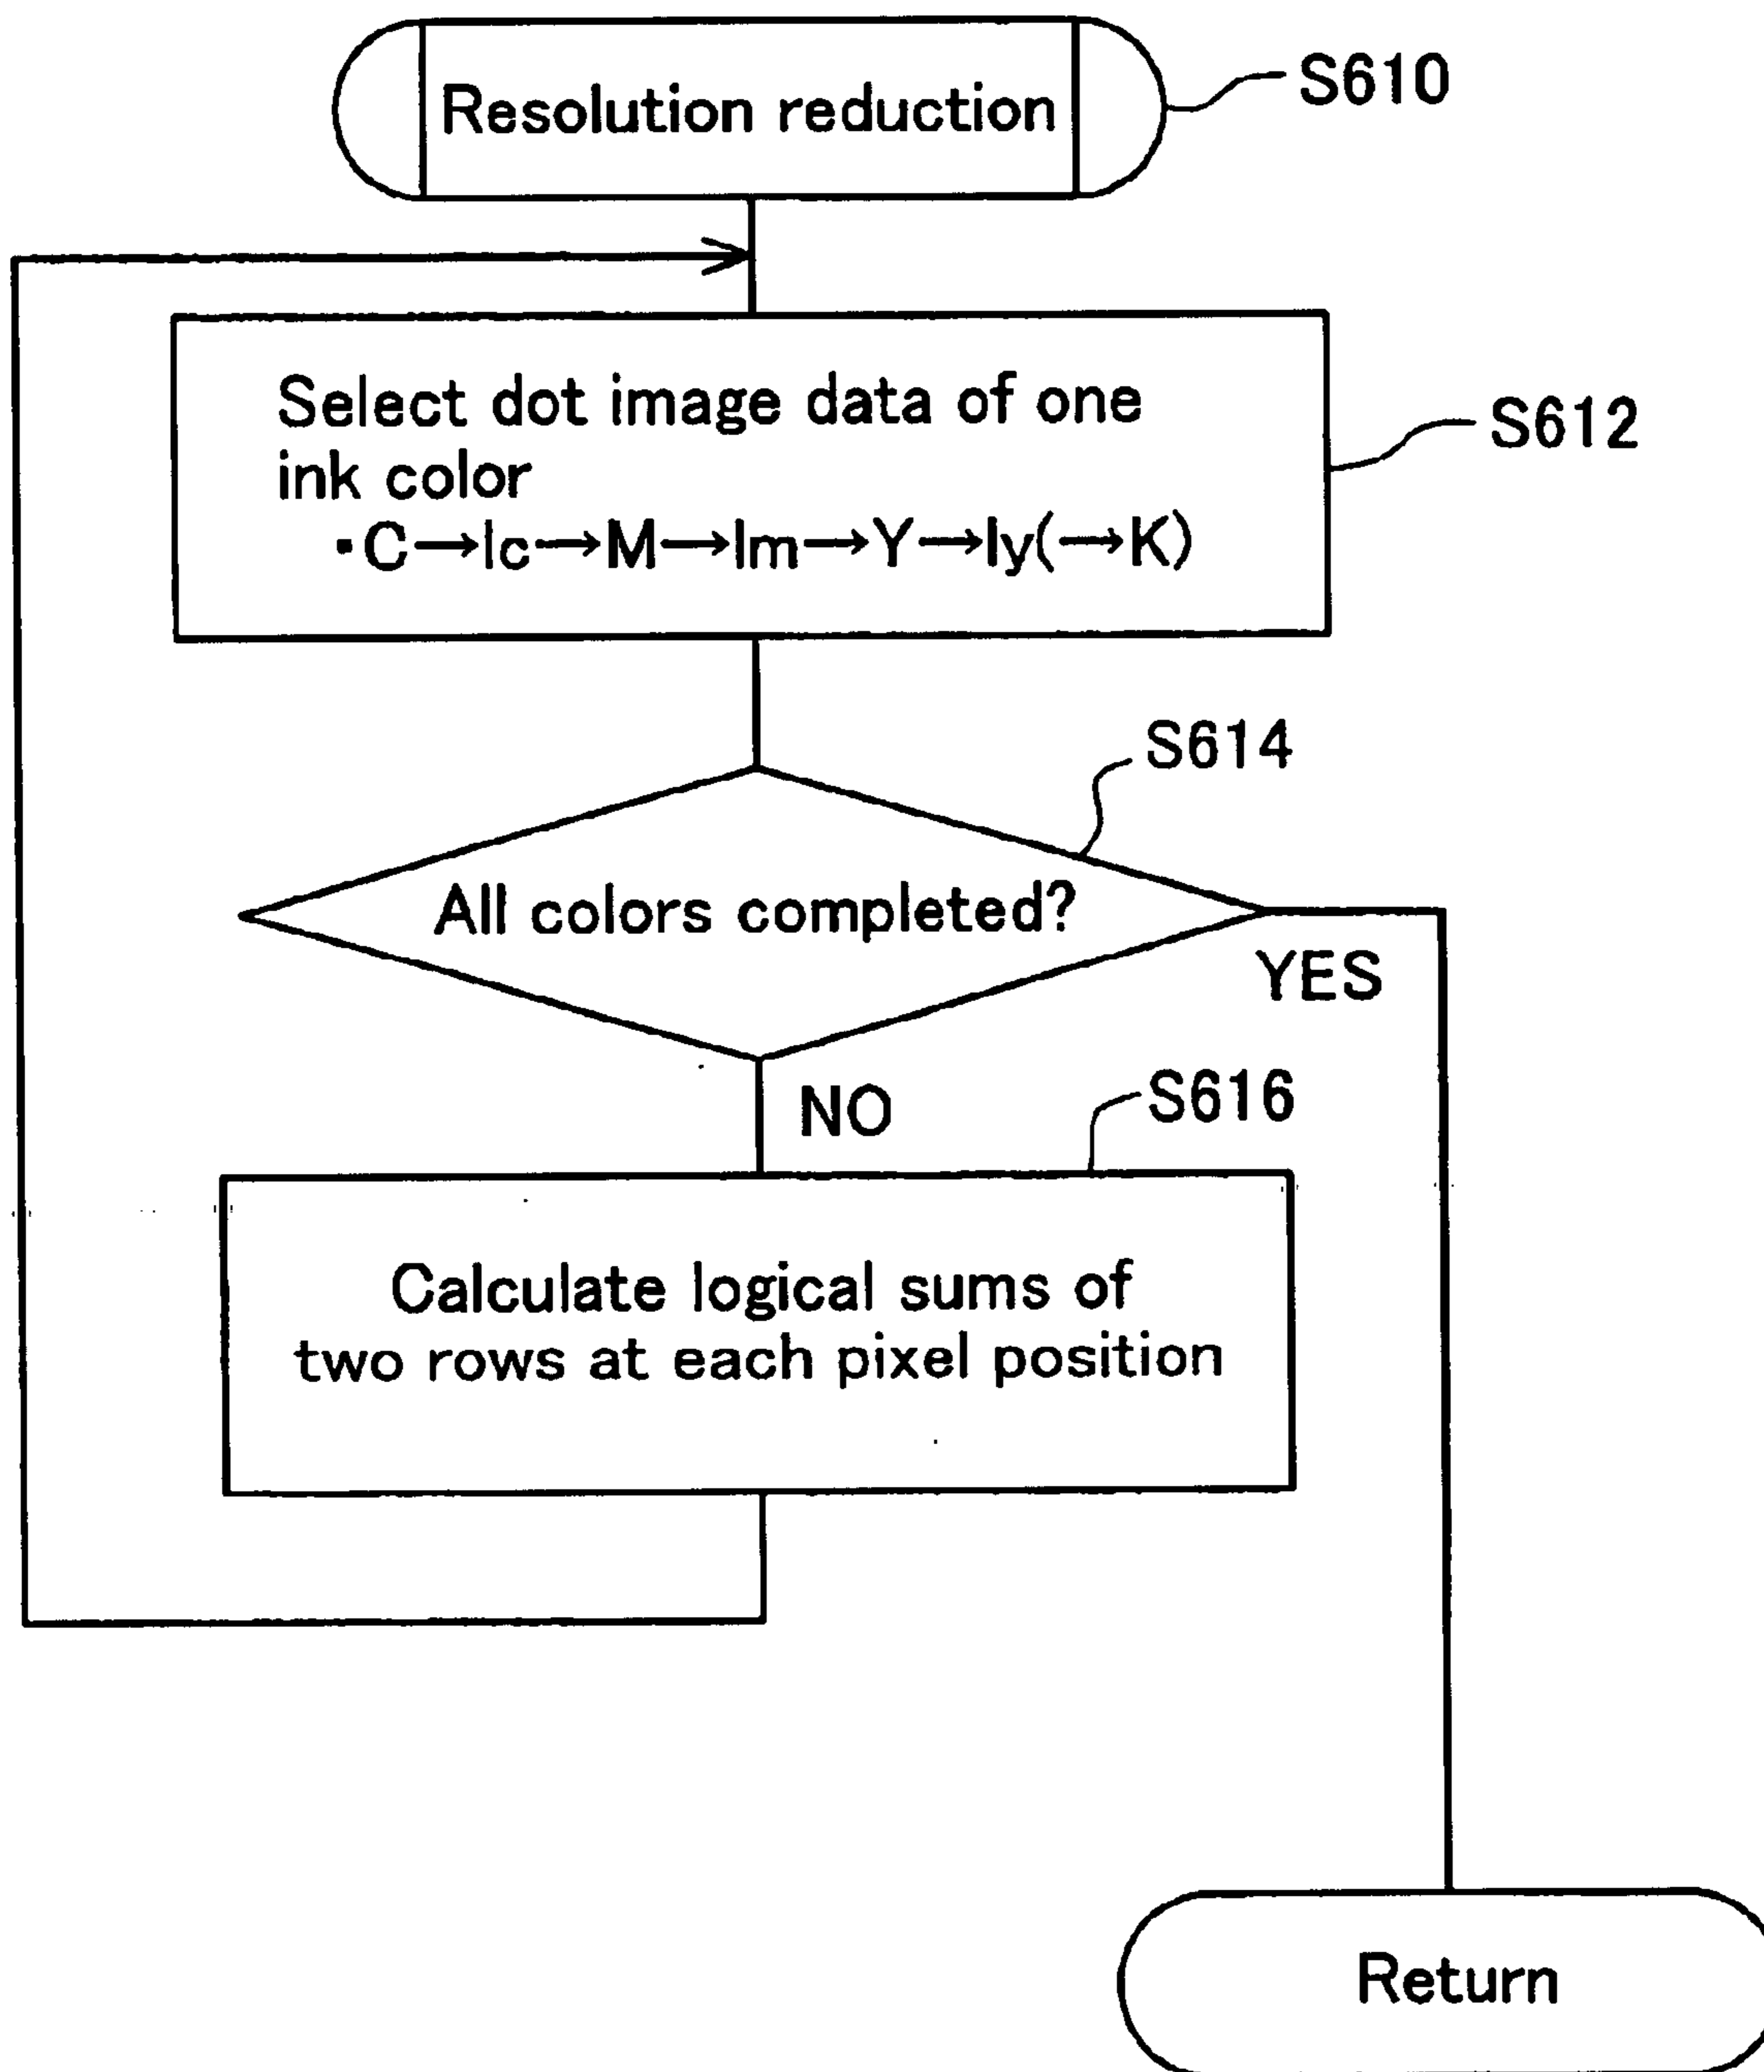 Resolution reduction
S610
Select dot image data of one
ink color
▪C→lc→M→lm→Y→ly(→K)
S612
S614
All colors completed?
YES
NO
S616
Calculate logical sums of
two rows at each pixel position
Return